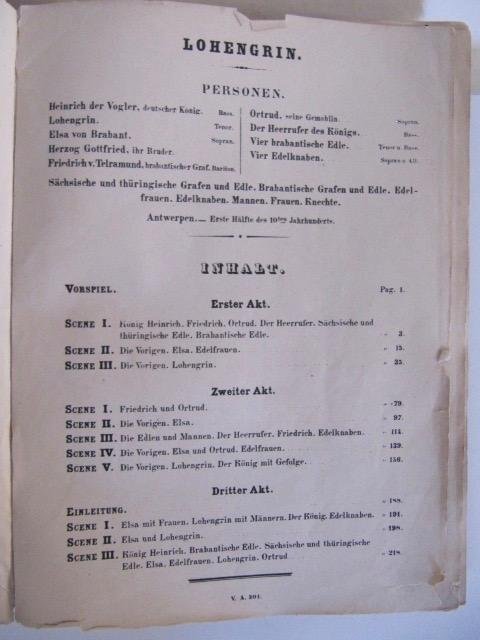 LOHENGRIN.
PERSONEN.
Heinrich der Vogler, deutscher König. Bass.
Lohengrin. Tenor.
Elsa von Brabant. Sopran.
Herzog Gottfried, ihr Bruder.
Friedrich v. Telramund, brabantischer Graf. Bariton.
Ortrud, seine Gemahlin. Sopran.
Der Heerrufer des Königs. Bass.
Vier brabantische Edle. Tenor u. Bass.
Vier Edelknaben. Sopran u. Alt.
Sächsische und thüringische Grafen und Edle. Brabantische Grafen und Edle. Edel-
frauen. Edelknaben. Mannen. Frauen. Knechte.
Antwerpen. — Erste Hälfte des 10ten Jahrhunderts.
INHALT.
VORSPIEL. Pag. 1.
Erster Akt.
SCENE I. König Heinrich. Friedrich. Ortrud. Der Heerrufer. Sächsische und
thüringische Edle. Brabantische Edle. " 3.
SCENE II. Die Vorigen. Elsa. Edelfrauen. " 15.
SCENE III. Die Vorigen. Lohengrin. " 35.
Zweiter Akt.
SCENE I. Friedrich und Ortrud. " 79.
SCENE II. Die Vorigen. Elsa. " 97.
SCENE III. Die Edlen und Mannen. Der Heerrufer. Friedrich. Edelknaben. " 114.
SCENE IV. Die Vorigen. Elsa und Ortrud. Edelfrauen. " 139.
SCENE V. Die Vorigen. Lohengrin. Der König mit Gefolge. " 156.
Dritter Akt.
EINLEITUNG. " 188.
SCENE I. Elsa mit Frauen. Lohengrin mit Männern. Der König. Edelknaben. " 191.
SCENE II. Elsa und Lohengrin. " 198.
SCENE III. König Heinrich. Brabantische Edle. Sächsische und thüringische
Edle. Elsa. Edelfrauen. Lohengrin. Ortrud. " 218.
V. A. 201.